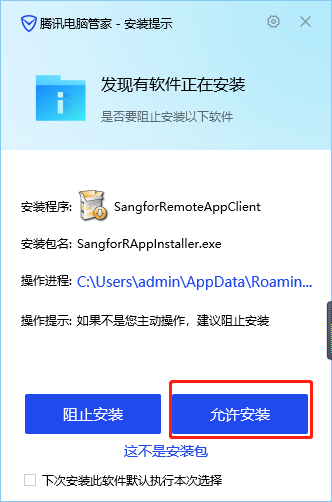 腾讯电脑管家 - 安装提示
发现有软件正在安装
是否要阻止安装以下软件
安装程序: SangforRemoteAppClient
安装包名: SangforRAppInstaller.exe
操作进程: C:\Users\admin\AppData\Roamin...
操作提示: 如果不是您主动操作，建议阻止安装
阻止安装 允许安装
这不是安装包
下次安装此软件默认执行本次选择